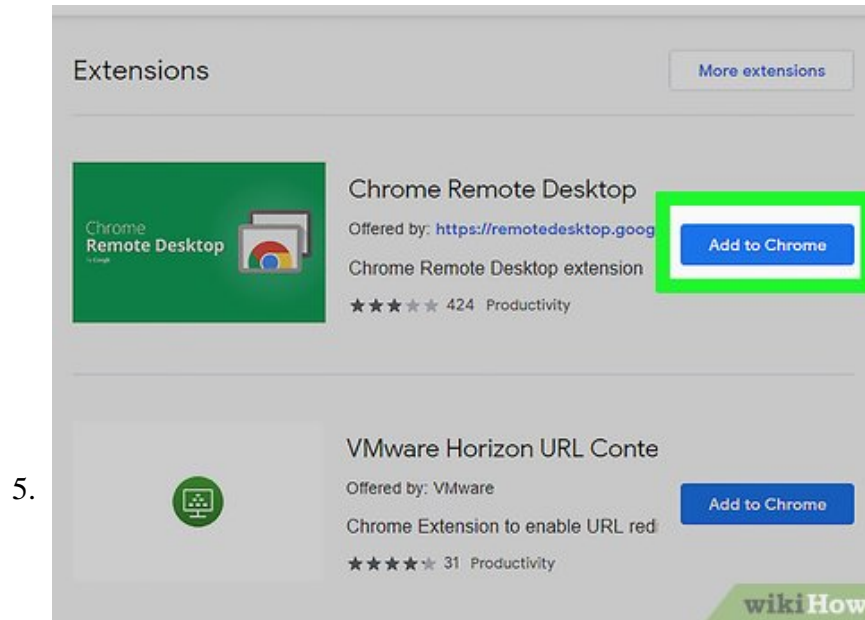 Extensions
More extensions
Chrome
Remote Desktop
Chrome Remote Desktop
Offered by: https://remotedesktop.goog
Add to Chrome
Chrome Remote Desktop extension
424 Productivity
VMware Horizon URL Conte
5.
Offered by: VMware
Add to Chrome
Chrome Extension to enable URL red
31 Productivity
wikiHow